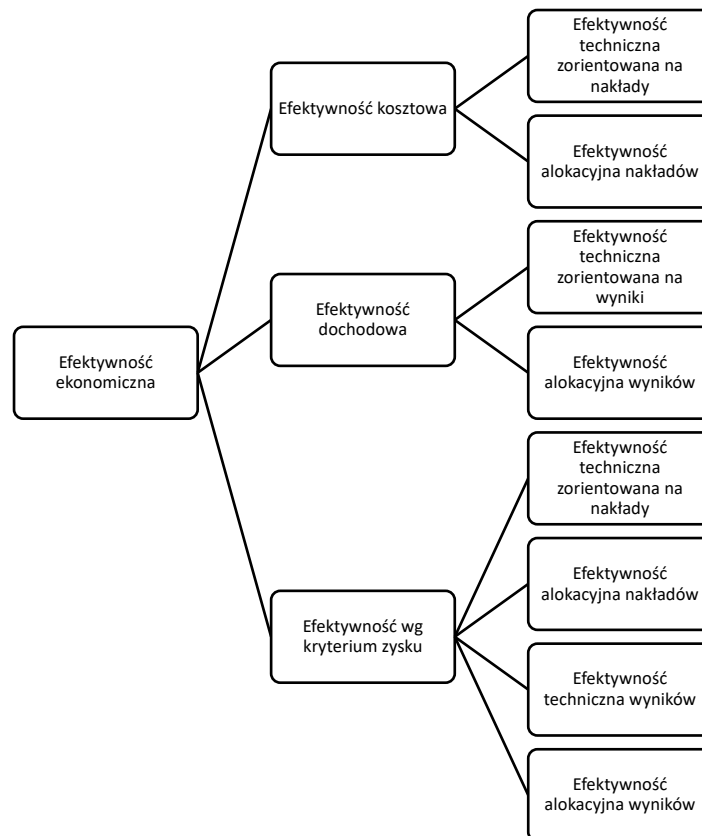 Efektywność
techniczna
zorientowana na
nakłady
Efektywność kosztowa
Efektywność
alokacyjna nakładów
Efektywność
techniczna
zorientowana na
wyniki
Efektywność
dochodowa
Efektywność
alokacyjna wyników
Efektywność
ekonomiczna
Efektywność
techniczna
zorientowana na
nakłady
Efektywność
alokacyjna nakładów
Efektywność wg
kryterium zysku
Efektywność
techniczna wyników
Efektywność
alokacyjna wyników